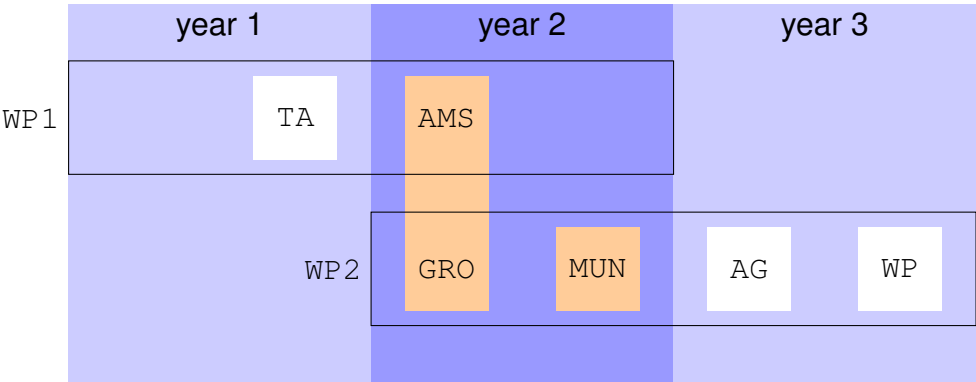 year 1 year 2 year 3
WP1 TA AMS
WP2 GRO MUN AG WP